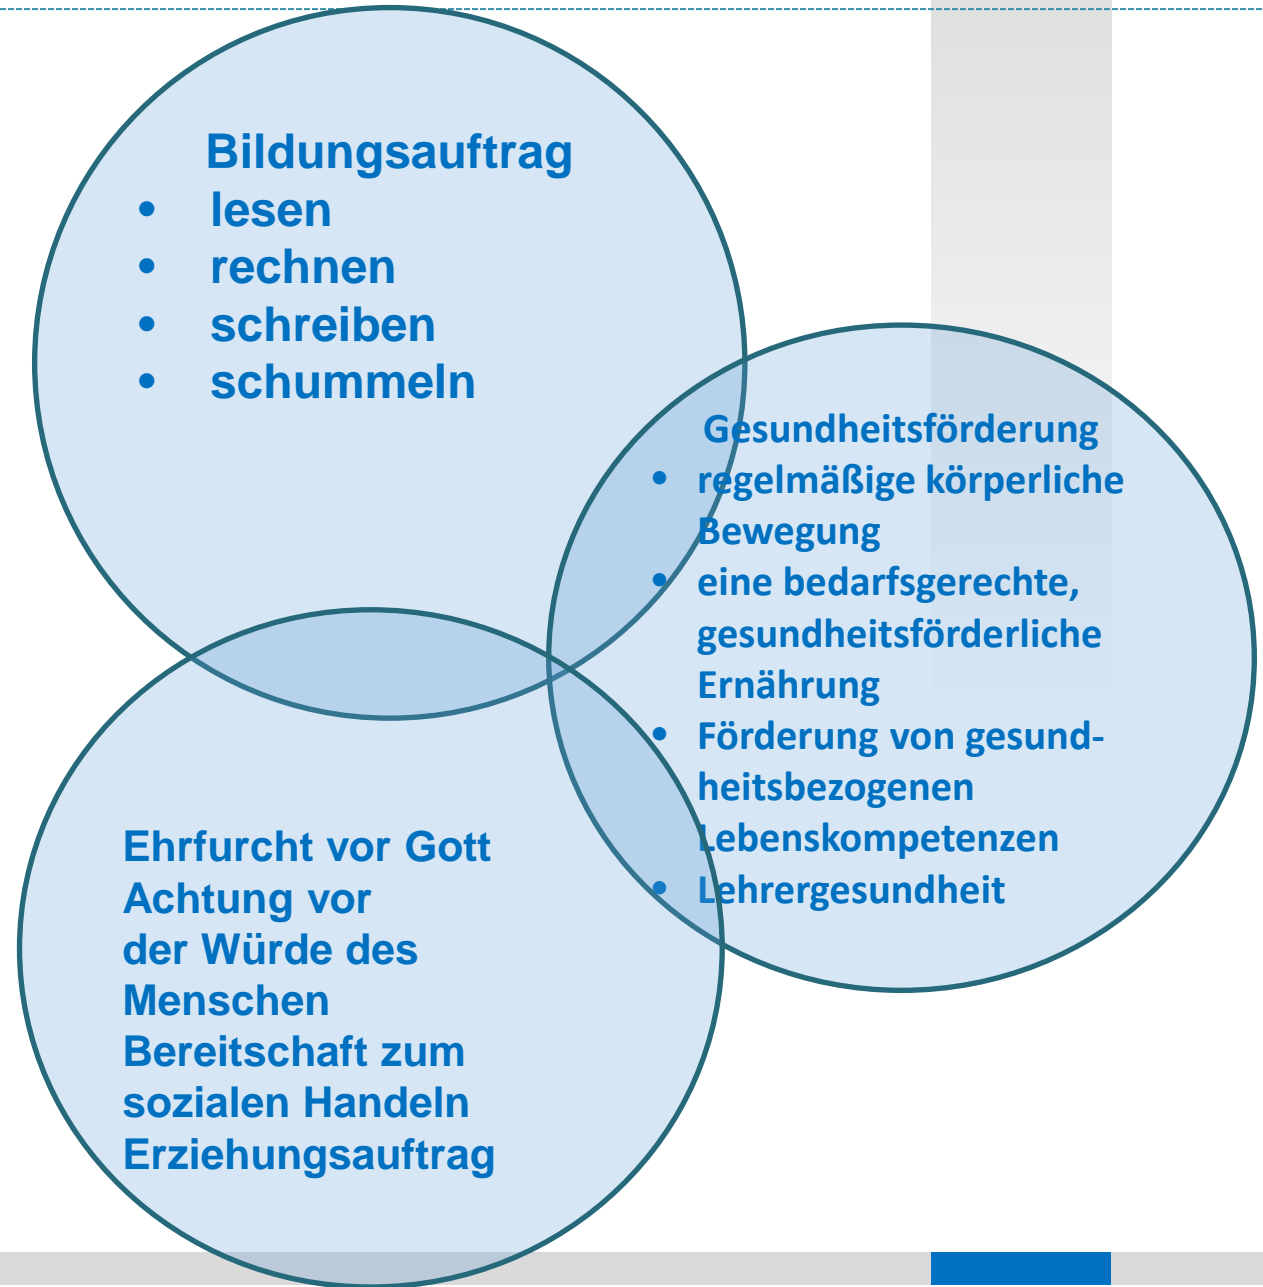 Bildungsauftrag
• lesen
• rechnen
• schreiben
• schummeln
Gesundheitsförderung
• regelmäßige körperliche
Bewegung
• eine bedarfsgerechte,
gesundheitsförderliche
Ernährung
• Förderung von gesund-
heitsbezogenen
Lebenskompetenzen
• Lehrergesundheit
Ehrfurcht vor Gott
Achtung vor
der Würde des
Menschen
Bereitschaft zum
sozialen Handeln
Erziehungsauftrag